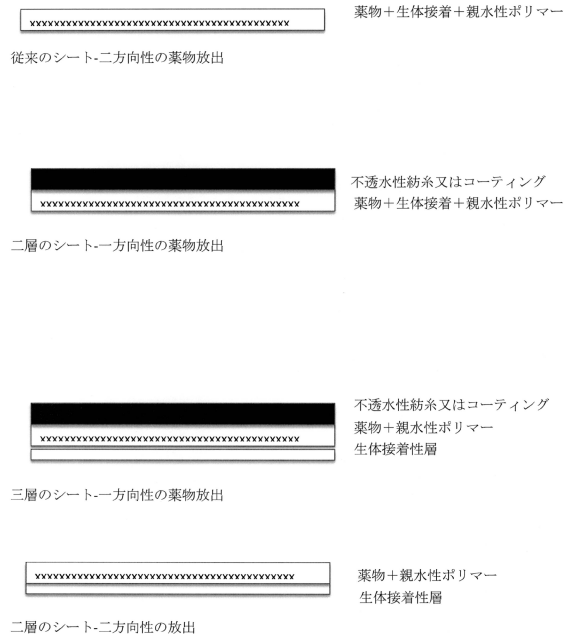 xxxxxxxxxxxxxxxxxxxxxxxxxxxxxxxxxxxxxxxxxxx
薬物＋生体接着＋親水性ポリマー
従来のシート-二方向性の薬物放出
不透水性紡糸又はコーティング
xxxxxxxxxxxxxxxxxxxxxxxxxxxxxxxxxxxxxxxxxxx
薬物＋生体接着＋親水性ポリマー
二層のシート-一方向性の薬物放出
不透水性紡糸又はコーティング
xxxxxxxxxxxxxxxxxxxxxxxxxxxxxxxxxxxxxxxxxxx
薬物＋親水性ポリマー
生体接着性層
三層のシート-一方向性の薬物放出
xxxxxxxxxxxxxxxxxxxxxxxxxxxxxxxxxxxxxxxxxxx
薬物＋親水性ポリマー
生体接着性層
二層のシート-二方向性の放出